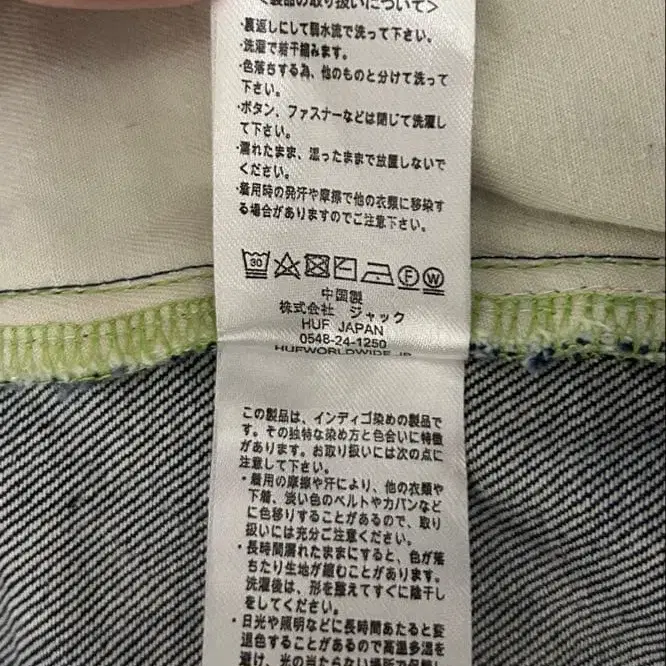 ＜製品の取り扱いについて＞
・裏返しにして弱水流で洗って下さい。
・洗濯で若干縮みます。
・色落ちする為、他のものと分けて洗って
下さい。
・ボタン、ファスナーなどは閉じて洗濯し
て下さい。
・濡れたまま、湿ったままで放置しないで
ください。
・着用時の発汗や摩擦で他の衣類に移染す
る場合がありますのでご注意下さい。
30
F
W
中国製
株式会社 ジャック
HUF JAPAN
0548-24-1250
HUFWORLDWIDE.JP
この製品は、インディゴ染めの製品で
す。その独特な染め方と色合いに特徴
があります。お取り扱いには次の点に
注意して下さい。
・着用の摩擦や汗により、他の衣類や
下着、淡い色のベルトやカバンなど
に色移りすることがあるので、取り
扱いには充分ご注意ください。
・長時間濡れたままにすると、色が落
ちたり生地が縮むことがあります。
洗濯後は、形を整えてすぐに陰干し
をしてください。
・日光や照明などに長時間あたると変
退色することがあるので高温多湿を
避け、光の当たらない場所で保管し